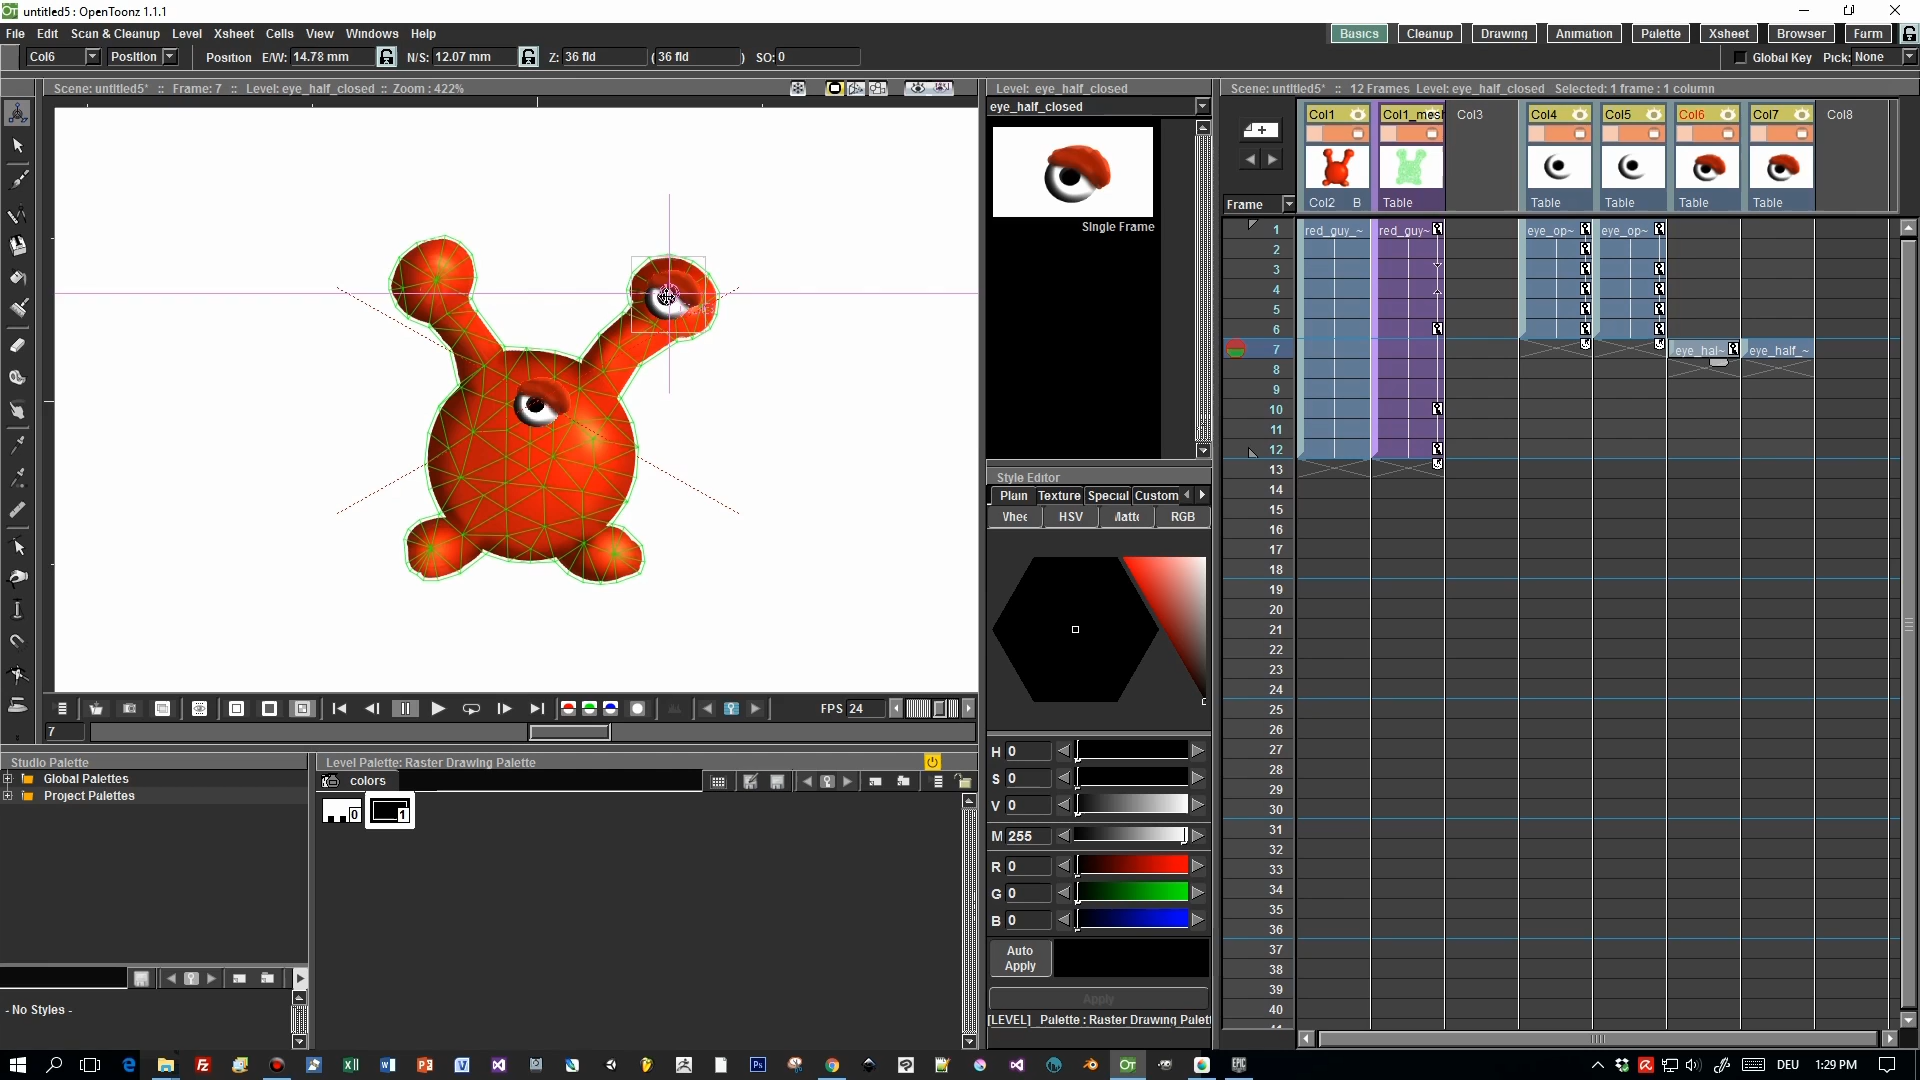 untitled5 : OpenToonz 1.1.1
File Edit Scan & Cleanup Level Xsheet Cells View Windows Help
Basics Cleanup Drawing Animation Palette Xsheet Browser Farm
Col6 Position Position E/W: 14.78 mm N/S: 12.07 mm Z: 36 fld ( 36 fld ) SO: 0
Global Key Pick: None
Scene: untitled5* :: Frame: 7 :: Level: eye_half_closed :: Zoom : 422%
Level: eye_half_closed
eye_half_closed
Single Frame
Scene: untitled5* :: 12 Frames Level: eye_half_closed Selected: 1 frame : 1 column
Col1 Col1_mesh Col3 Col4 Col5 Col6 Col7 Col8
Frame Col2 B Table Table Table Table Table
1 red_guy_~ red_guy~ eye_op~ eye_op~
2
3
4
5
6
7 eye_hal~ eye_half_~
8
9
10
11
12
13
14
15
16
17
18
19
20
21
22
23
24
25
26
27
28
29
30
31
32
33
34
35
36
37
38
39
40
Style Editor
Plain Texture Special Custom
HSV RGB
H 0
S 0
V 0
M 255
R 0
G 0
B 0
Auto Apply
Apply
[LEVEL] Palette : Raster Drawing Palet
FPS 24
7
Studio Palette
Global Palettes
Project Palettes
- No Styles -
Level Palette: Raster Drawing Palette
colors
0 1
DEU 1:29 PM